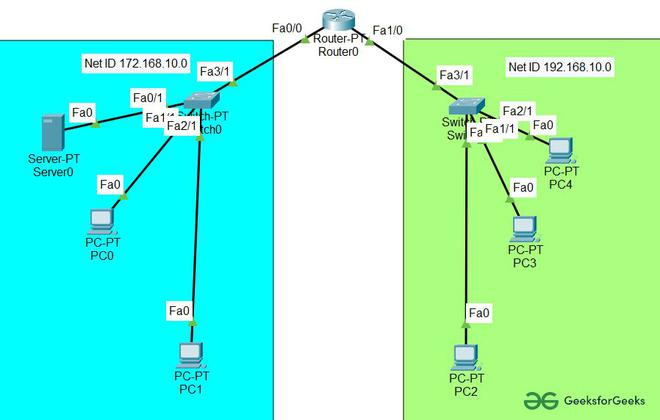 Fa0/0
Fa1/0
Router-PT
Router0
Net ID 172.168.10.0
Net ID 192.168.10.0
Fa3/1
Fa3/1
Fa0/1
Fa0
Fa2/1
Server-PT
Server0
Fa2/1
Fa1/1
Fa0
PC-PT
PC4
Fa0
PC-PT
PC0
Fa0
PC-PT
PC3
Fa0
PC-PT
PC1
Fa0
PC-PT
PC2
GeeksforGeeks